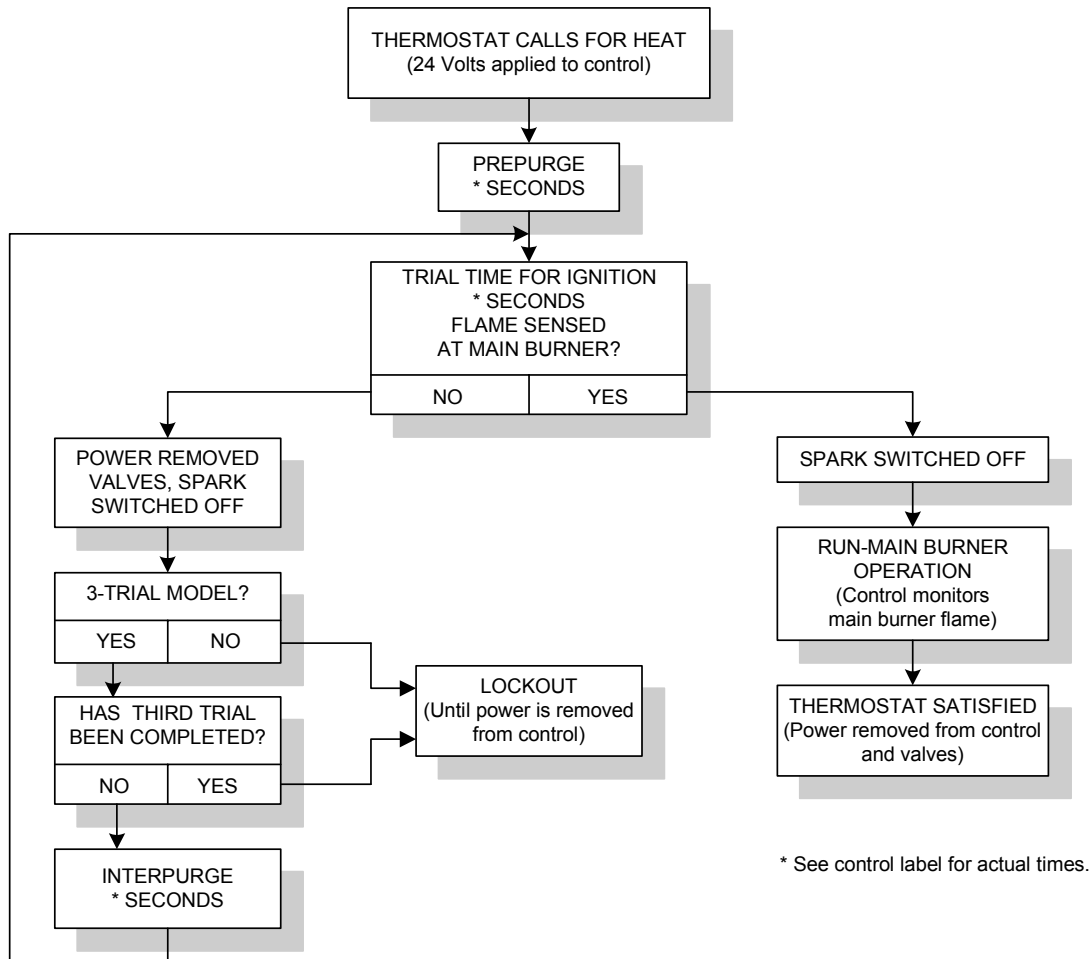 THERMOSTAT CALLS FOR HEAT
(24 Volts applied to control)
PREPURGE
* SECONDS
TRIAL TIME FOR IGNITION
* SECONDS
FLAME SENSED
AT MAIN BURNER?
NO
YES
POWER REMOVED
VALVES, SPARK
SWITCHED OFF
3-TRIAL MODEL?
YES
NO
HAS THIRD TRIAL
BEEN COMPLETED?
NO
YES
INTERPURGE
* SECONDS
LOCKOUT
(Until power is removed
from control)
SPARK SWITCHED OFF
RUN-MAIN BURNER
OPERATION
(Control monitors
main burner flame)
THERMOSTAT SATISFIED
(Power removed from control
and valves)
* See control label for actual times.